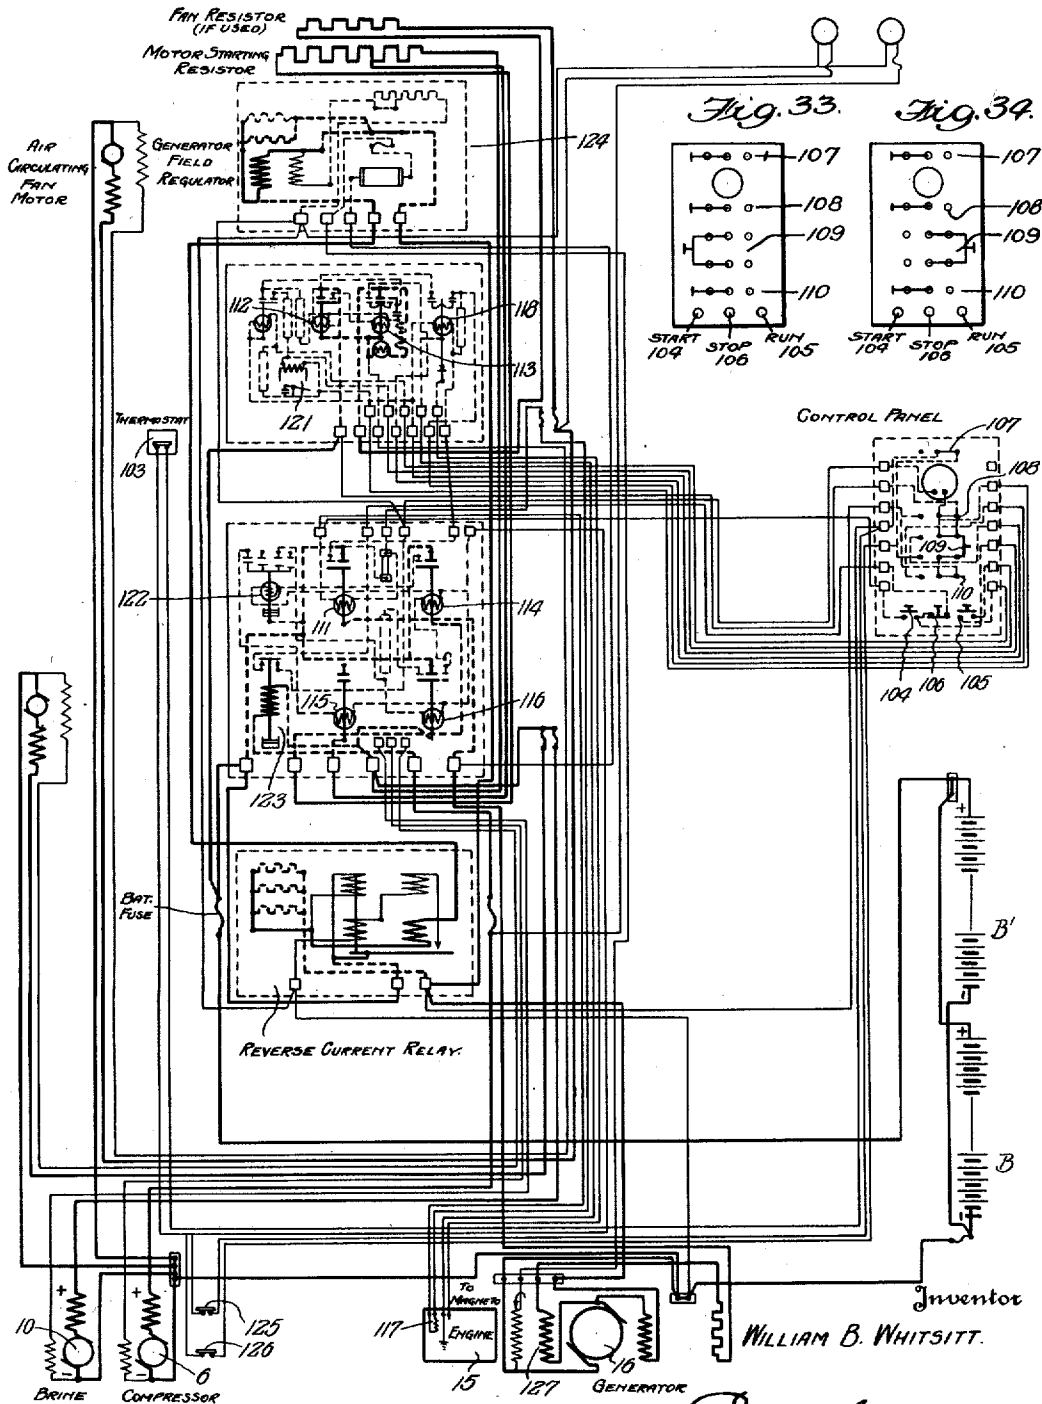 FAN RESISTOR
(IF USED)
MOTOR STARTING
RESISTOR
Fig. 33.
Fig. 34.
AIR
CIRCULATING
FAN
MOTOR
GENERATOR
FIELD
REGULATOR
124
107
108
109
110
START
104
STOP
106
RUN
105
107
108
109
110
START
104
STOP
106
RUN
105
112
118
113
121
THERMOSTAT
103
CONTROL PANEL
107
108
109
110
104
106
105
122
111
114
115
116
123
BAT.
FUSE
REVERSE CURRENT RELAY.
+
B'
-
+
B
-
+
10
-
BRINE
+
6
-
COMPRESSOR
125
126
TO
MAGNETO
117
ENGINE
15
127
16
GENERATOR
Inventor
WILLIAM B. WHITSITT.